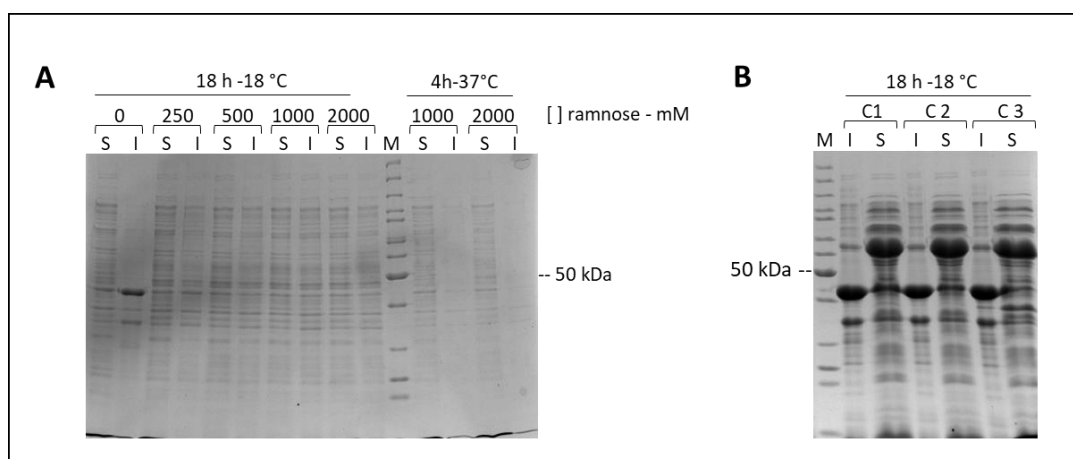 A
18 h -18 °C
4h-37°C
0 250 500 1000 2000 1000 2000
[ ] ramnose - mM
S I S I S I S I S I M S I S I
-- 50 kDa
B
18 h -18 °C
C1 C 2 C 3
M I S I S I S
50 kDa --